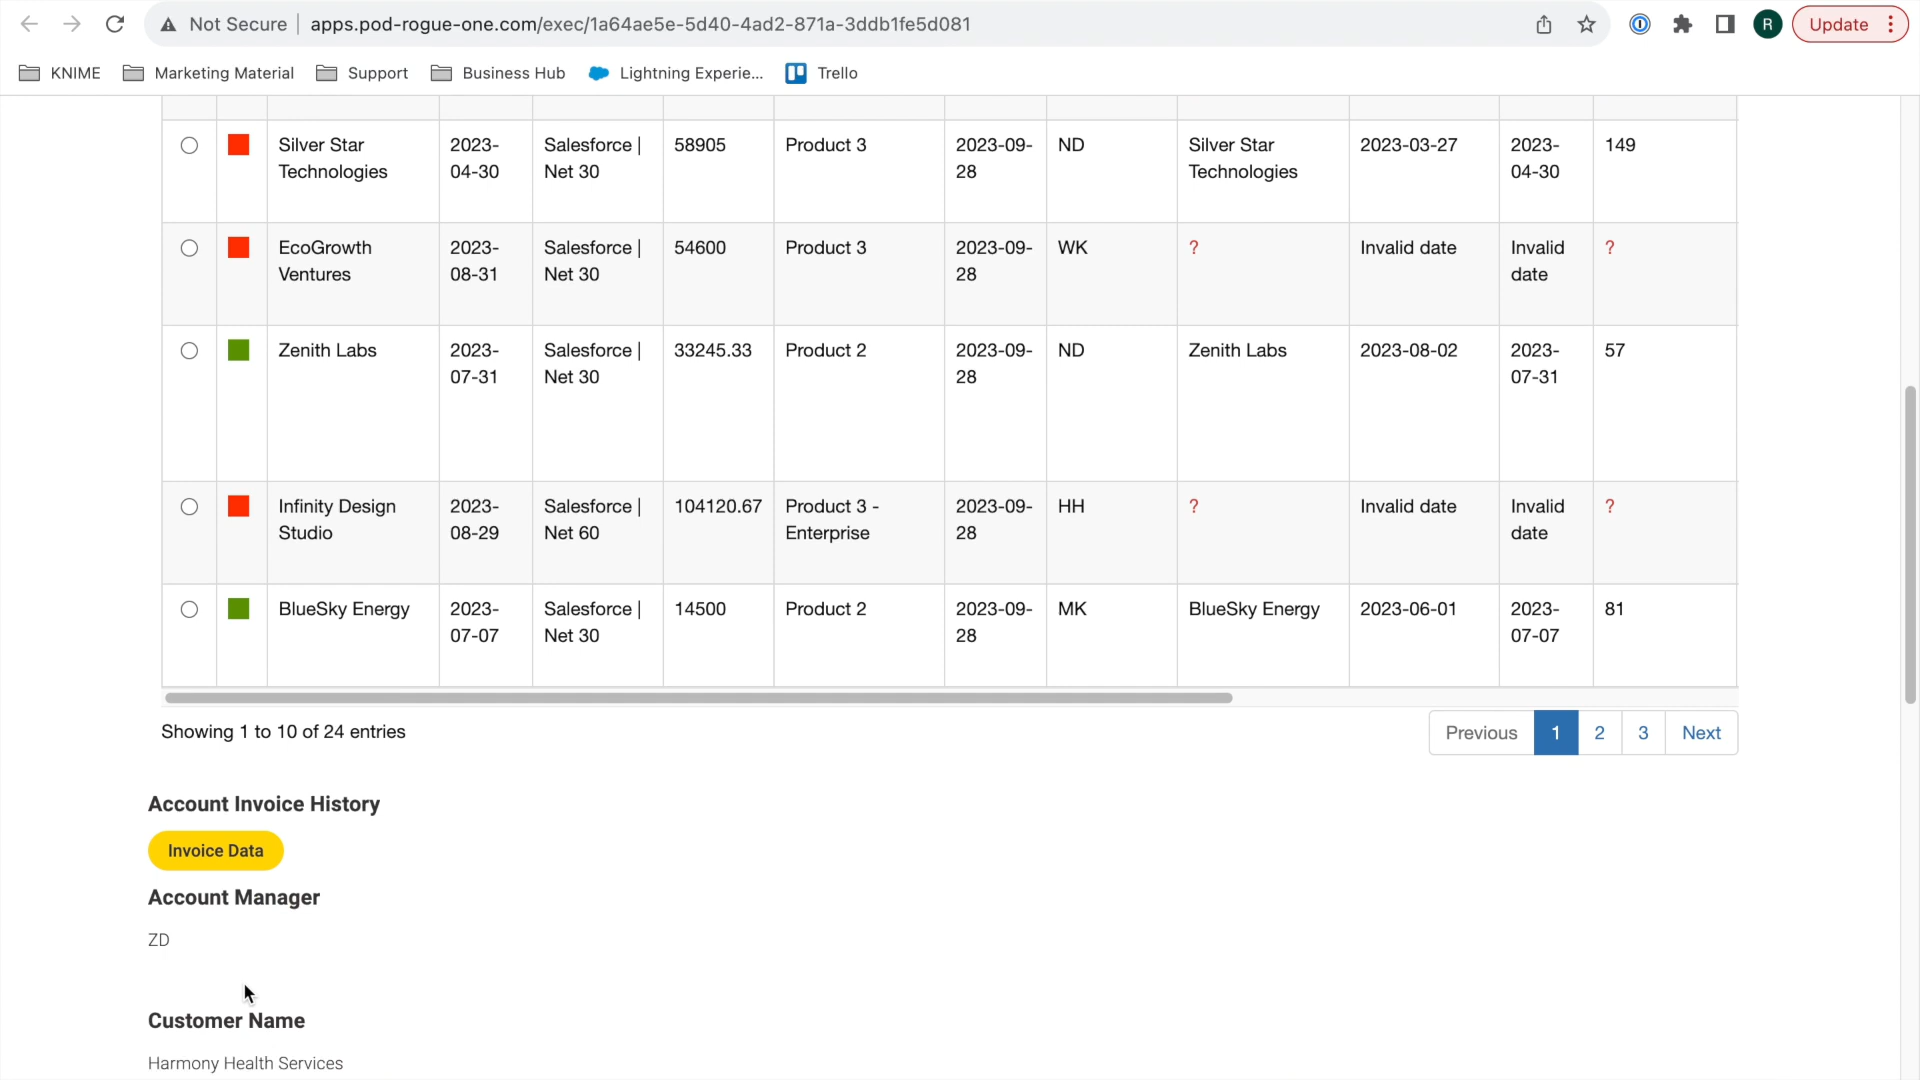 Not Secure | apps.pod-rogue-one.com/exec/1a64ae5e-5d40-4ad2-871a-3ddb1fe5d081 R Update
KNIME Marketing Material Support Business Hub Lightning Experie... Trello
Silver Star 2023- Salesforce | 58905 Product 3 2023-09- ND Silver Star 2023-03-27 2023- 149
Technologies 04-30 Net 30 28 Technologies 04-30
EcoGrowth 2023- Salesforce | 54600 Product 3 2023-09- WK ? Invalid date Invalid ?
Ventures 08-31 Net 30 28 date
Zenith Labs 2023- Salesforce | 33245.33 Product 2 2023-09- ND Zenith Labs 2023-08-02 2023- 57
07-31 Net 30 28 07-31
Infinity Design 2023- Salesforce | 104120.67 Product 3 - 2023-09- HH ? Invalid date Invalid ?
Studio 08-29 Net 60 Enterprise 28 date
BlueSky Energy 2023- Salesforce | 14500 Product 2 2023-09- MK BlueSky Energy 2023-06-01 2023- 81
07-07 Net 30 28 07-07
Showing 1 to 10 of 24 entries Previous 1 2 3 Next
Account Invoice History
Invoice Data
Account Manager
ZD
Customer Name
Harmony Health Services